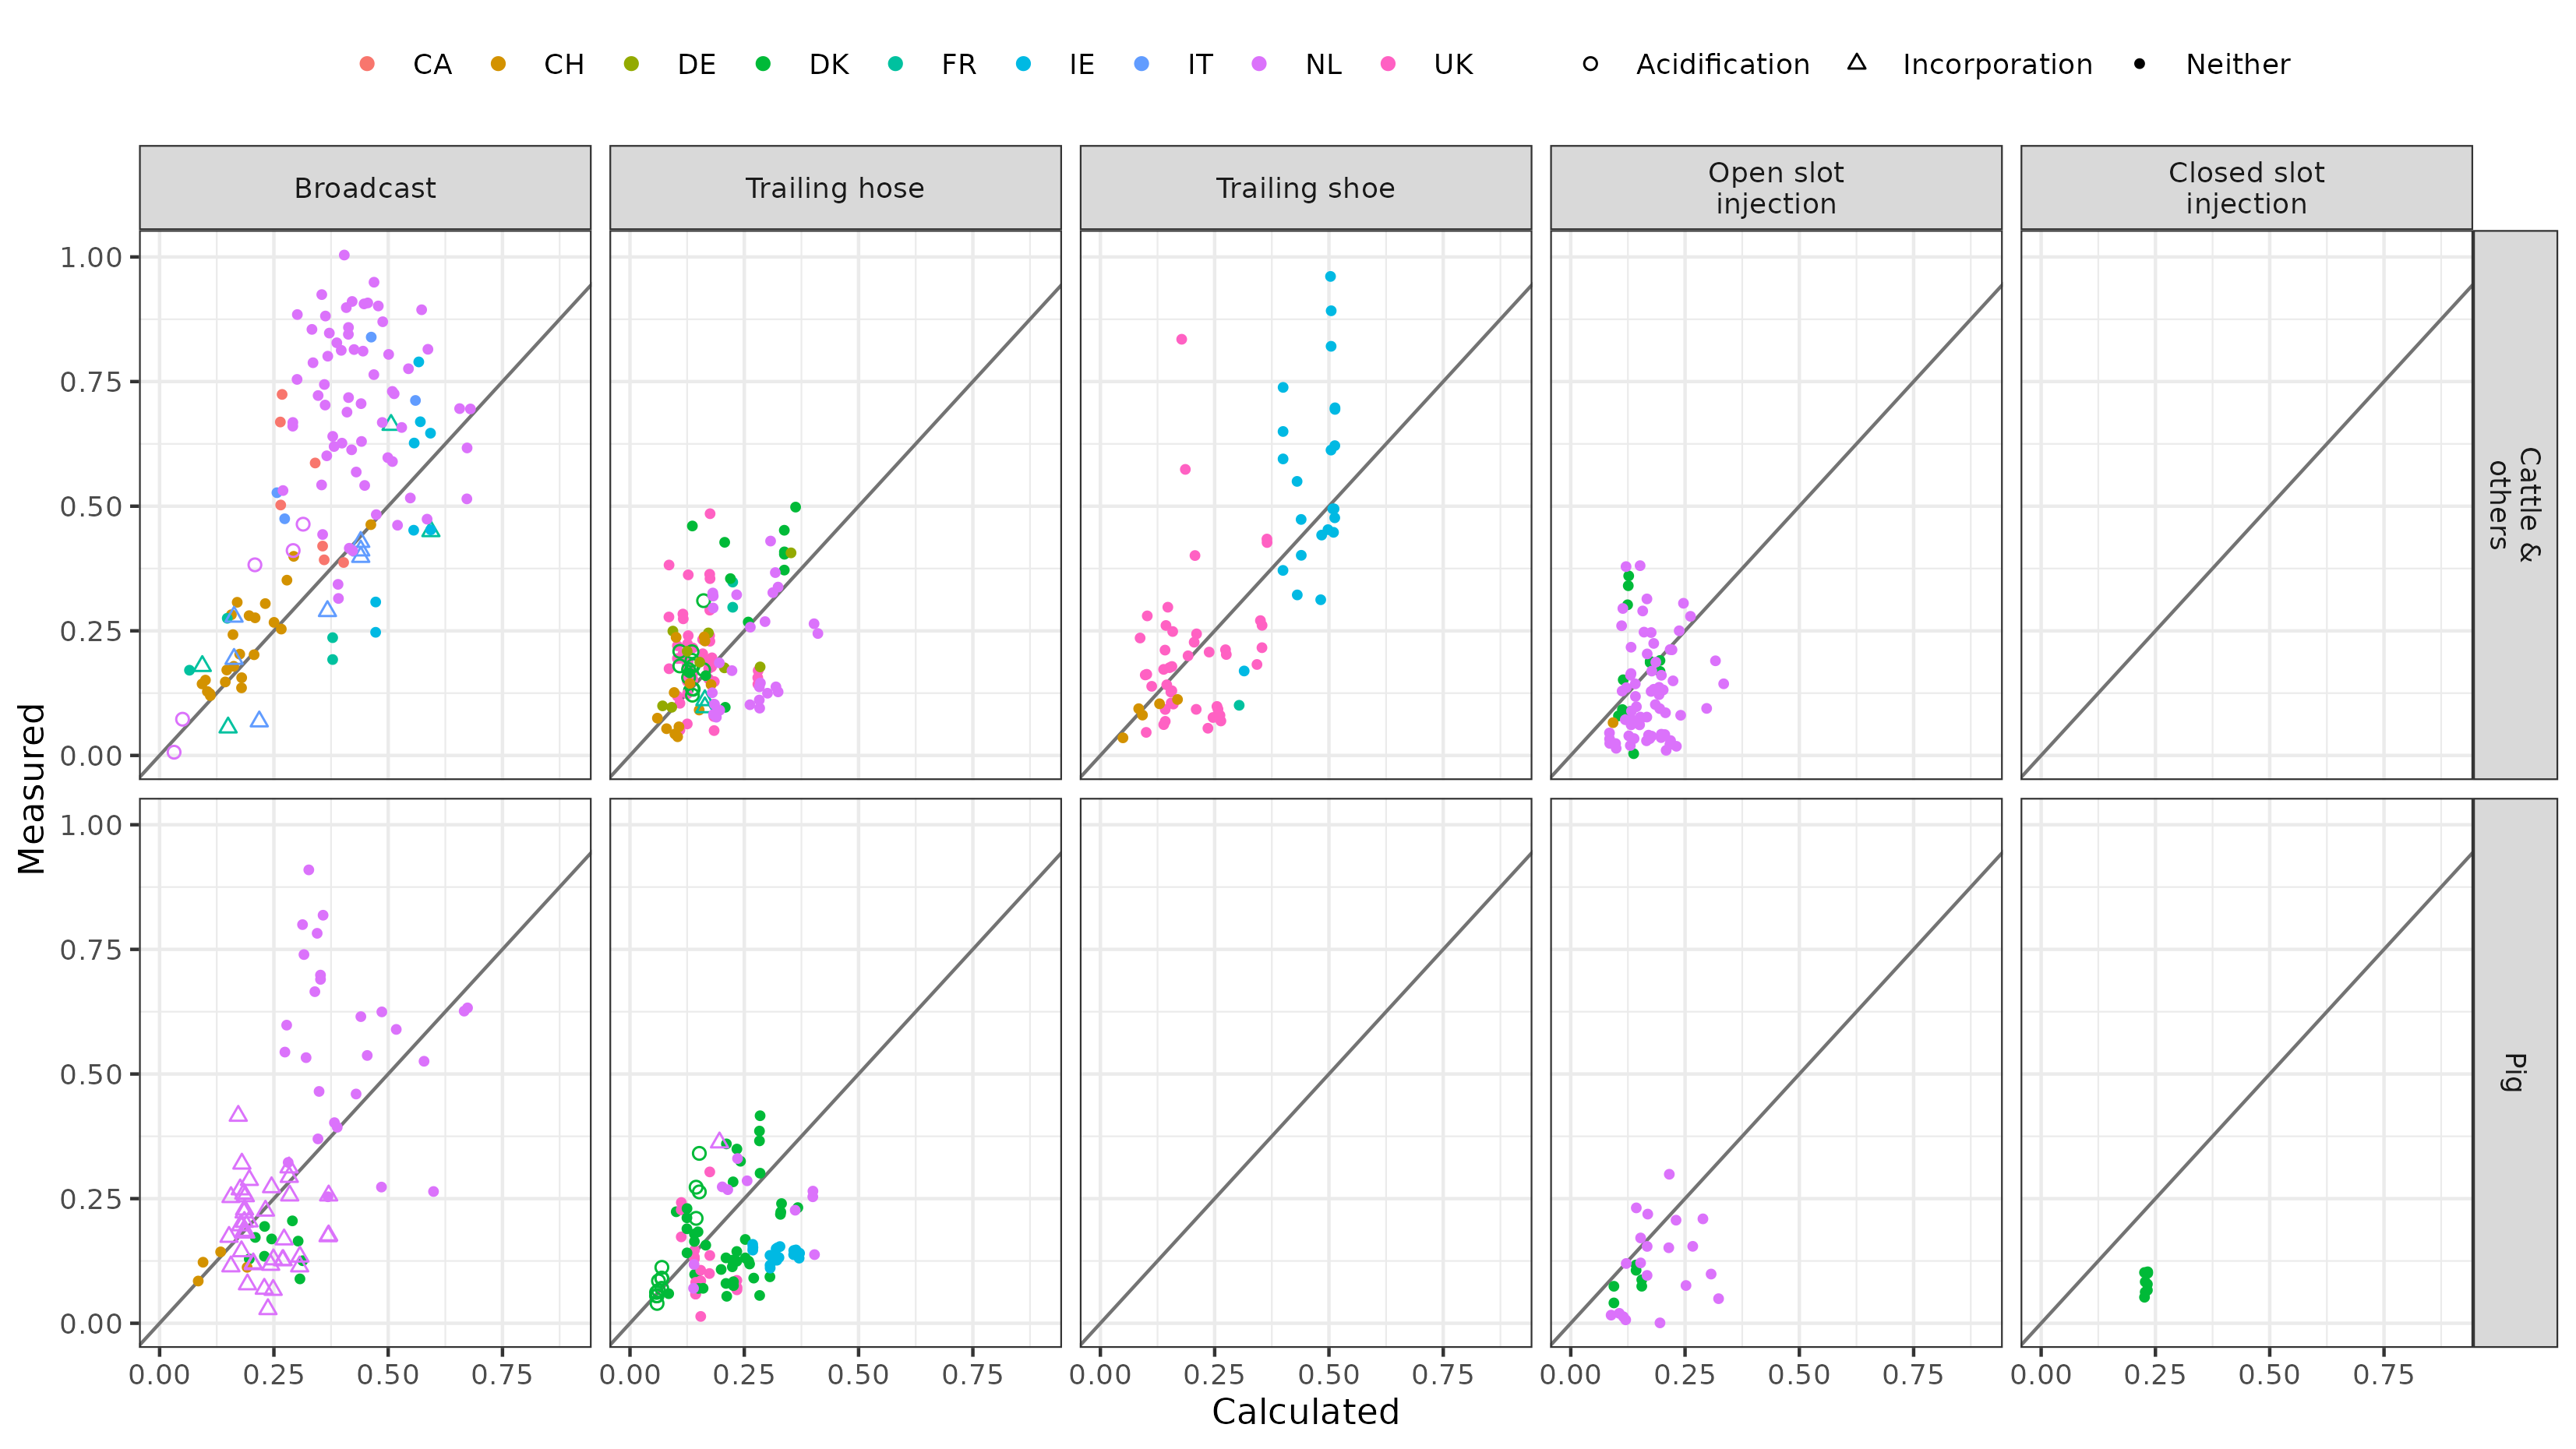 CA CH DE DK FR IE IT NL UK Acidification Incorporation Neither
Broadcast
Trailing hose
Trailing shoe
Open slot
injection
Closed slot
injection
1.00
0.75
0.50
0.25
0.00
Cattle &
others
Measured
1.00
0.75
0.50
0.25
0.00
Pig
0.00 0.25 0.50 0.75
0.00 0.25 0.50 0.75
0.00 0.25 0.50 0.75
0.00 0.25 0.50 0.75
0.00 0.25 0.50 0.75
Calculated